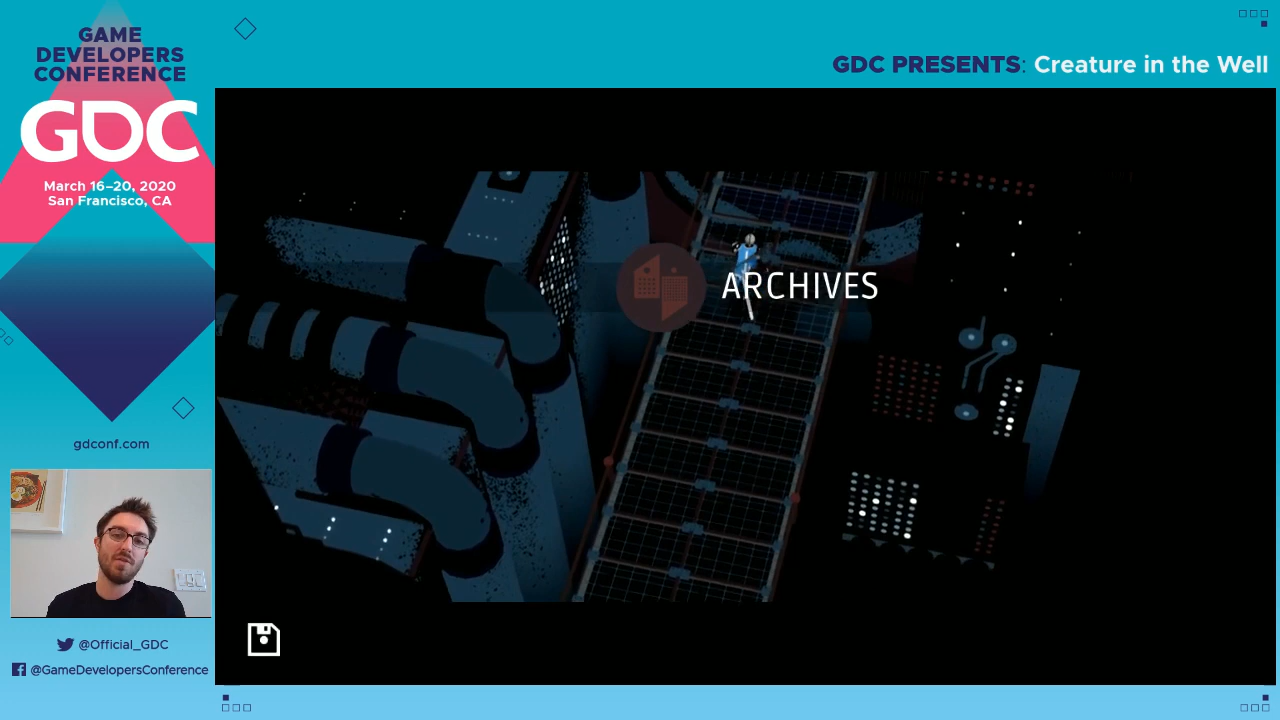 GAME
DEVELOPERS
CONFERENCE
GDC
March 16–20, 2020
San Francisco, CA
gdconf.com
@Official_GDC
@GameDevelopersConference
GDC PRESENTS: Creature in the Well
ARCHIVES